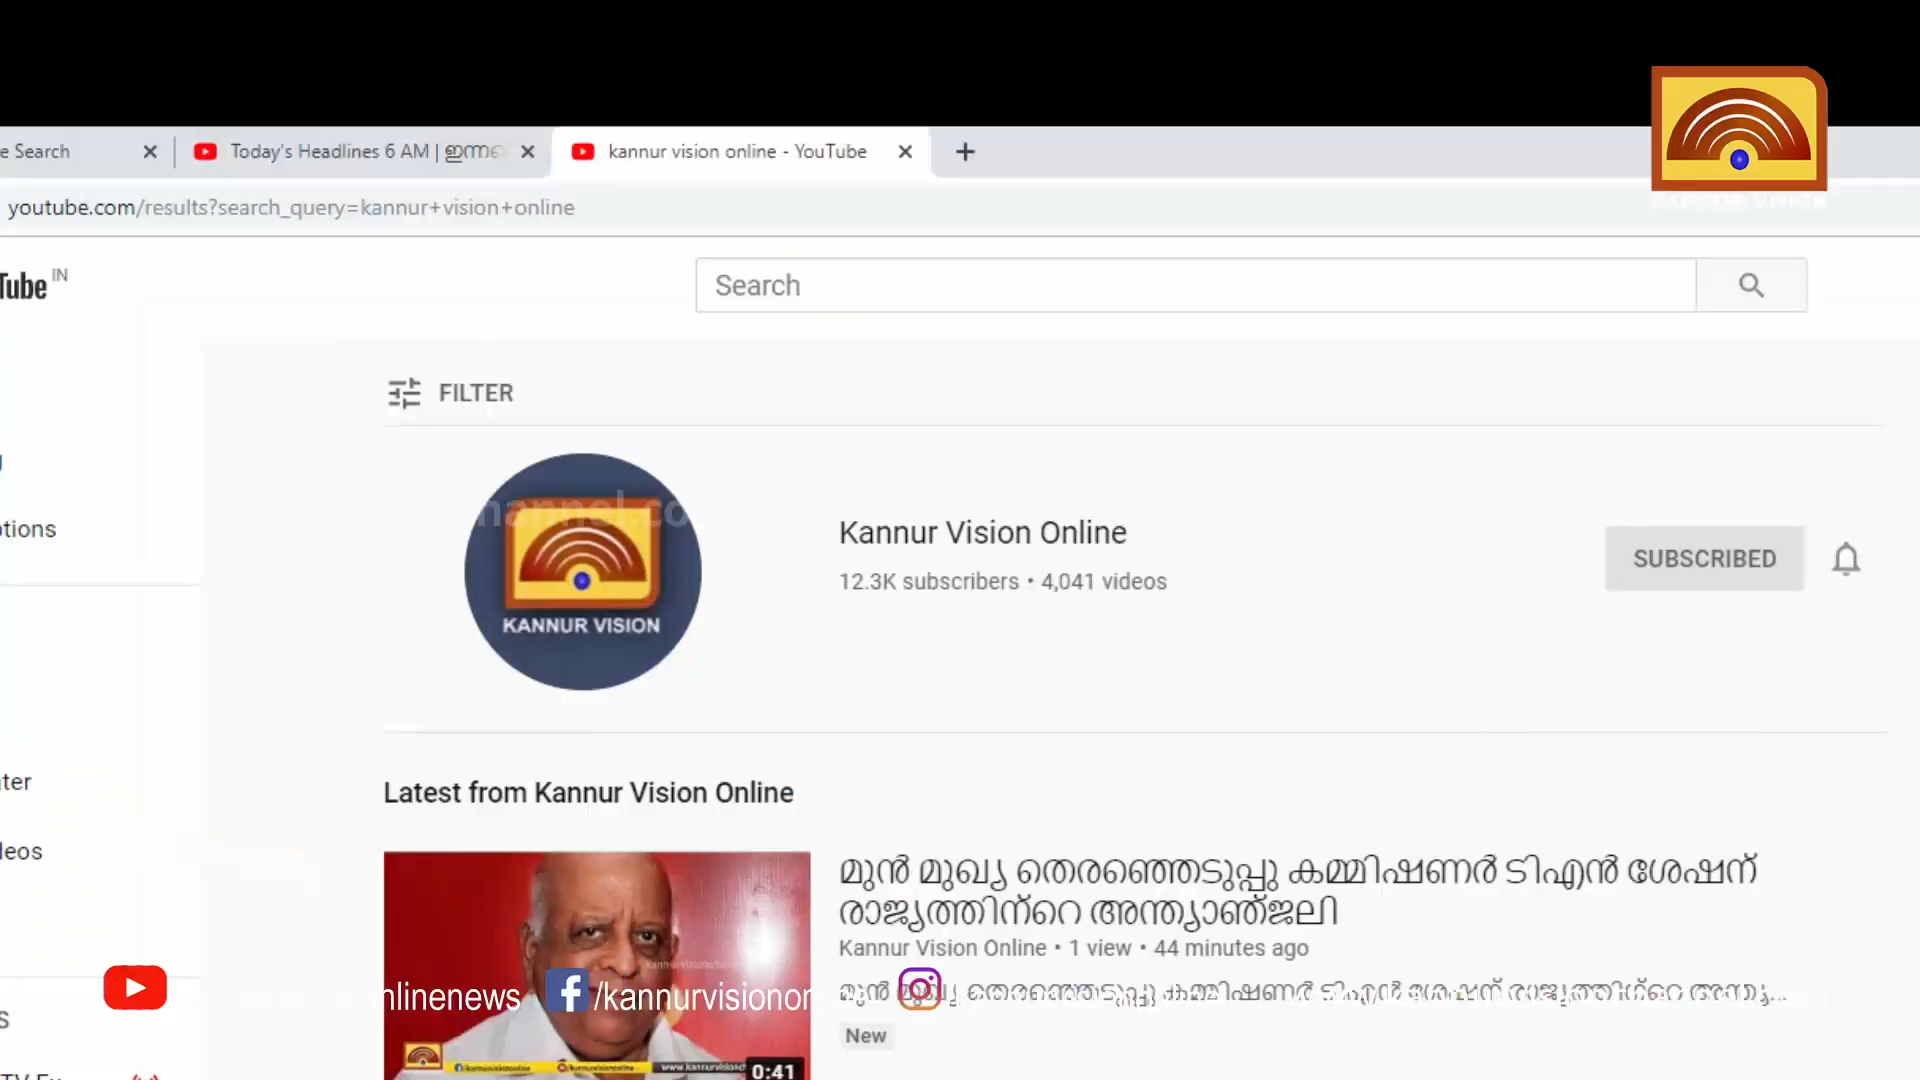 e Search
Today's Headlines 6 AM |
kannur vision online - YouTube
youtube.com/results?search_query=kannur+vision+online
Tube IN
Search
FILTER
KANNUR VISION
Kannur Vision Online
12.3K subscribers • 4,041 videos
SUBSCRIBED
Latest from Kannur Vision Online
മുൻ മുഖ്യ തെരഞ്ഞെടുപ്പു കമ്മിഷണർ ടിഎൻ ശേഷന്
രാജ്യത്തിന്റെ അന്ത്യാഞ്ജലി
Kannur Vision Online • 1 view • 44 minutes ago
New
nlinenews
/kannurvisionon
0:41